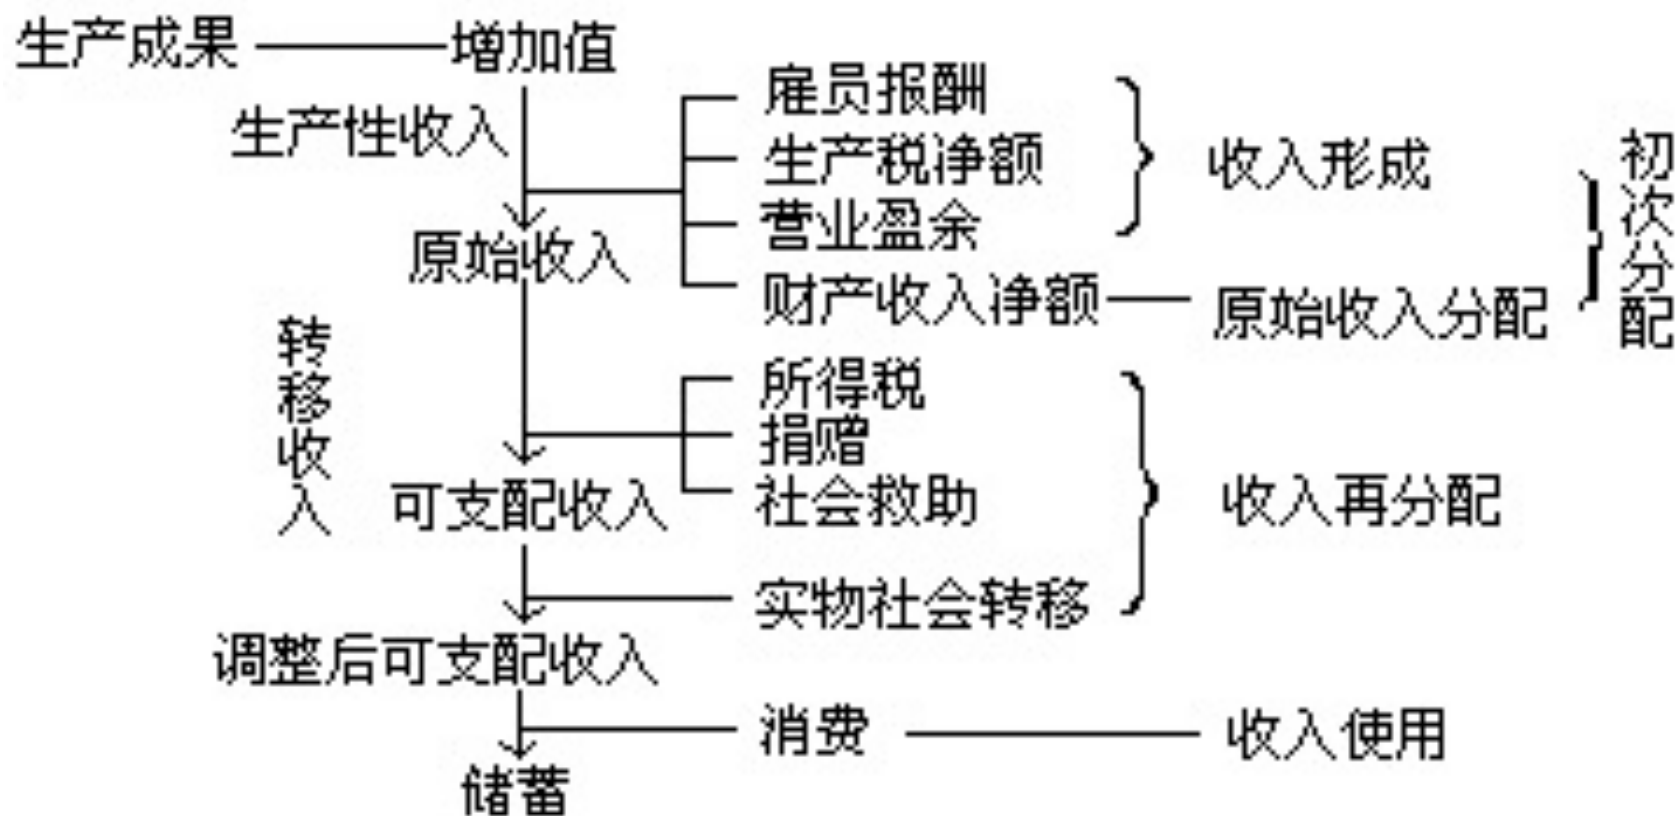 生产成果
增加值
生产性收入
雇员报酬
生产税净额
营业盈余
收入形成
初次分配
原始收入
财产收入净额
原始收入分配
转移收入
所得税
捐赠
社会救助
可支配收入
收入再分配
实物社会转移
调整后可支配收入
消费
收入使用
储蓄